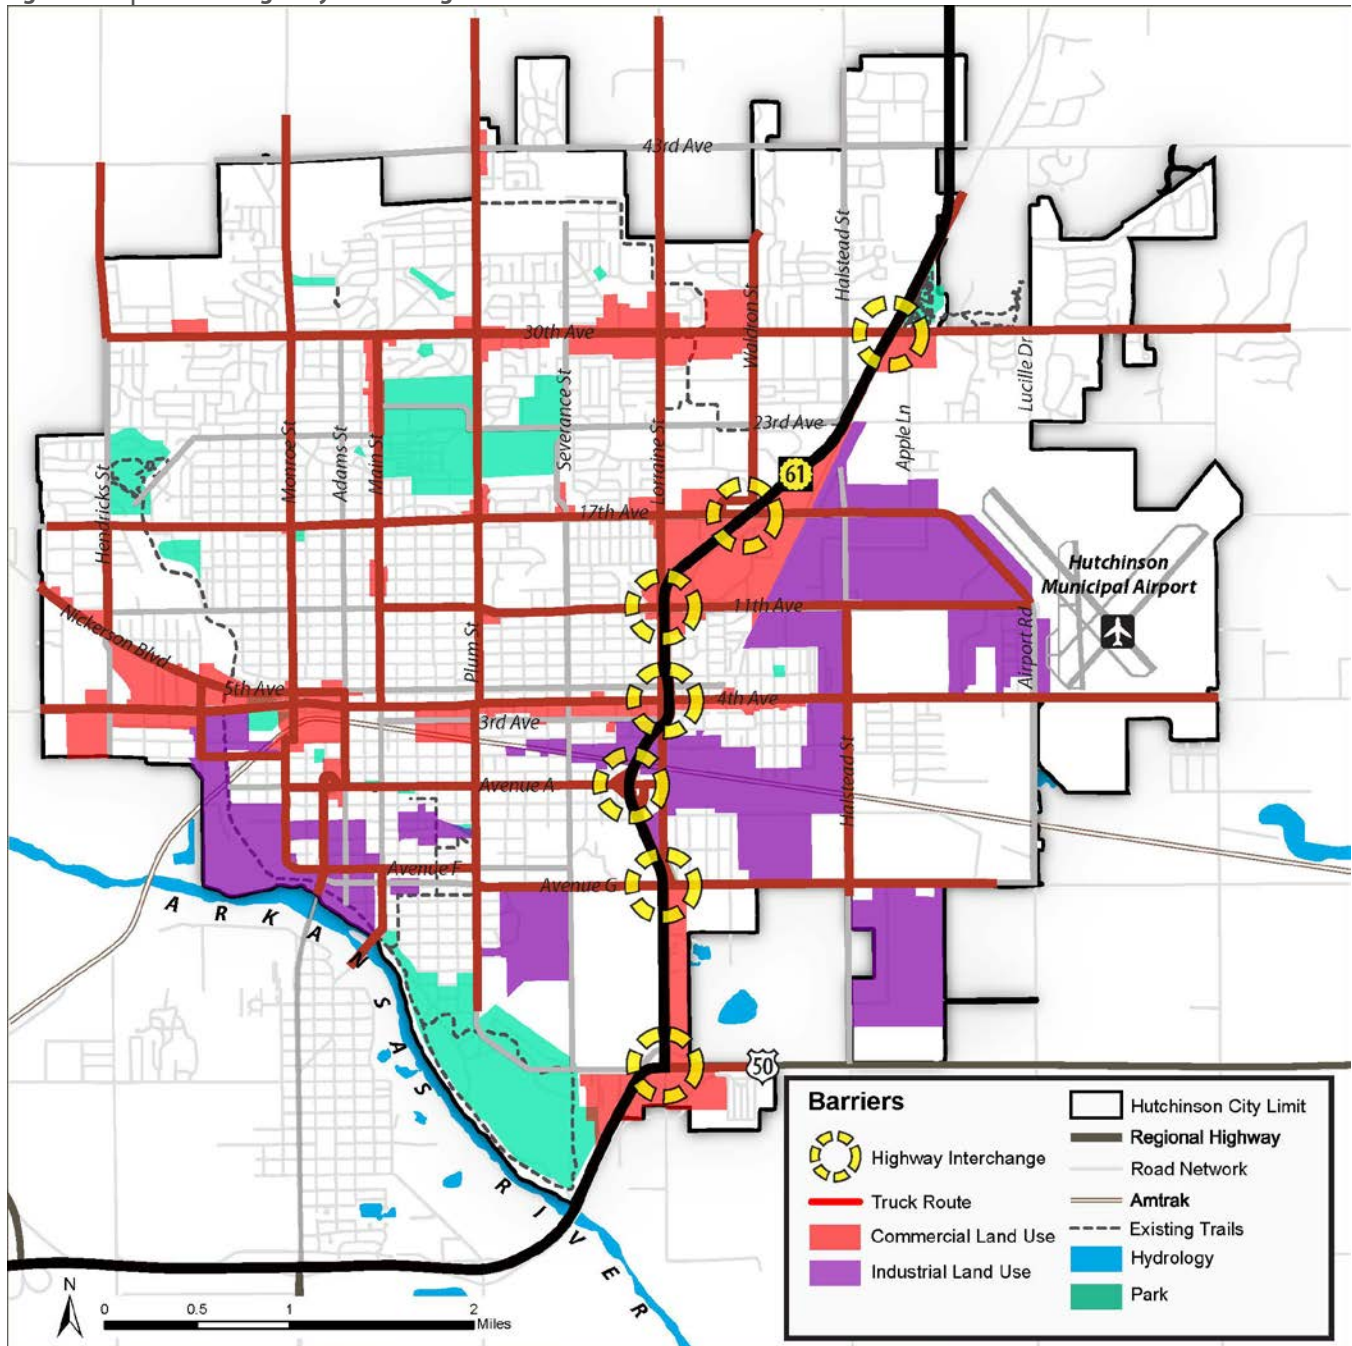 43rd Ave
Halstead St
30th Ave
Waldron St
Lucille Dr
Severance St
23rd Ave
Apple Ln
Monroe St
Adams St
Main St
Lorraine St
61
Hendricks St
17th Ave
Hutchinson
Municipal Airport
11th Ave
Nickerson Blvd
Plum St
Airport Rd
5th Ave
4th Ave
3rd Ave
Avenue A
Halstead St
Avenue F
Avenue G
ARKANSAS RIVER
50
Barriers
Highway Interchange
Truck Route
Commercial Land Use
Industrial Land Use
Hutchinson City Limit
Regional Highway
Road Network
Amtrak
Existing Trails
Hydrology
Park
N
0 0.5 1 2
Miles